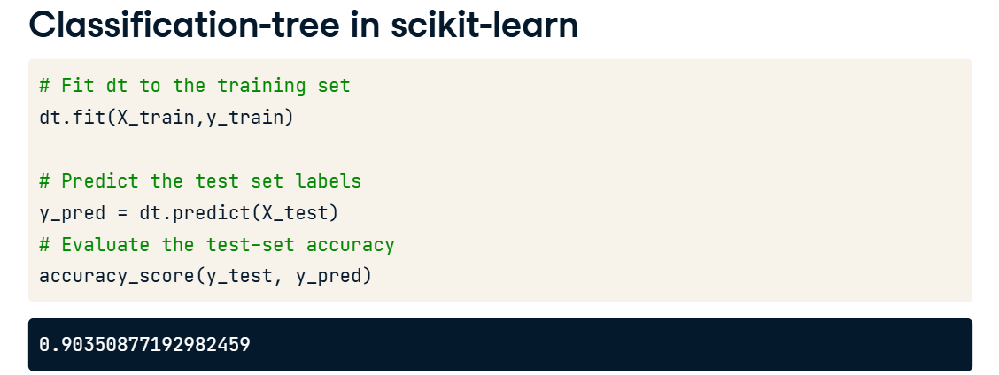 Classification-tree in scikit-learn
# Fit dt to the training set
dt.fit(X_train,y_train)
# Predict the test set labels
y_pred = dt.predict(X_test)
# Evaluate the test-set accuracy
accuracy_score(y_test, y_pred)
0.90350877192982459